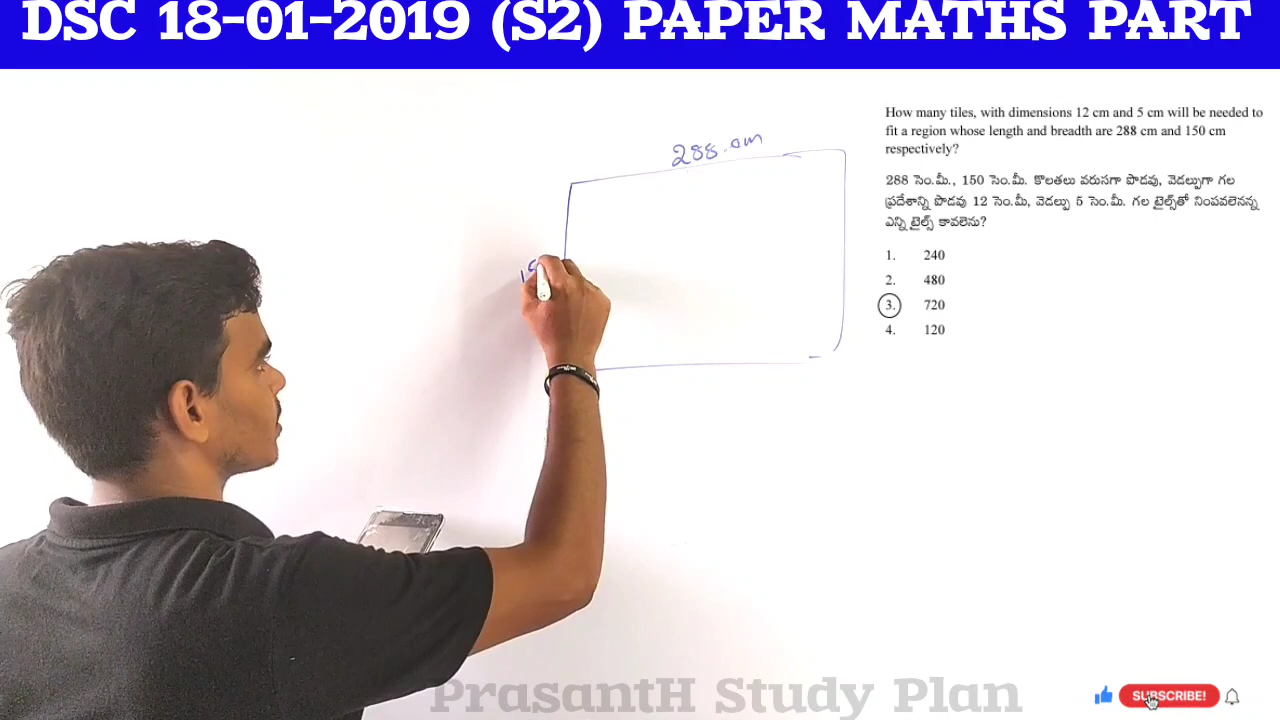 DSC 18-01-2019 (S2) PAPER MATHS PART
288 cm
How many tiles, with dimensions 12 cm and 5 cm will be needed to
fit a region whose length and breadth are 288 cm and 150 cm
respectively?
288 సెం.మీ., 150 సెం.మీ. కొలతలు వరుసగా పొడవు, వెడల్పుగా గల
ప్రదేశాన్ని పొడవు 12 సెం.మీ, వెడల్పు 5 సెం.మీ. గల టైల్స్‌తో నింపవలెనన్న
ఎన్ని టైల్స్ కావలెను?
1. 240
2. 480
3. 720
4. 120
PrasantH Study Plan
SUBSCRIBE!